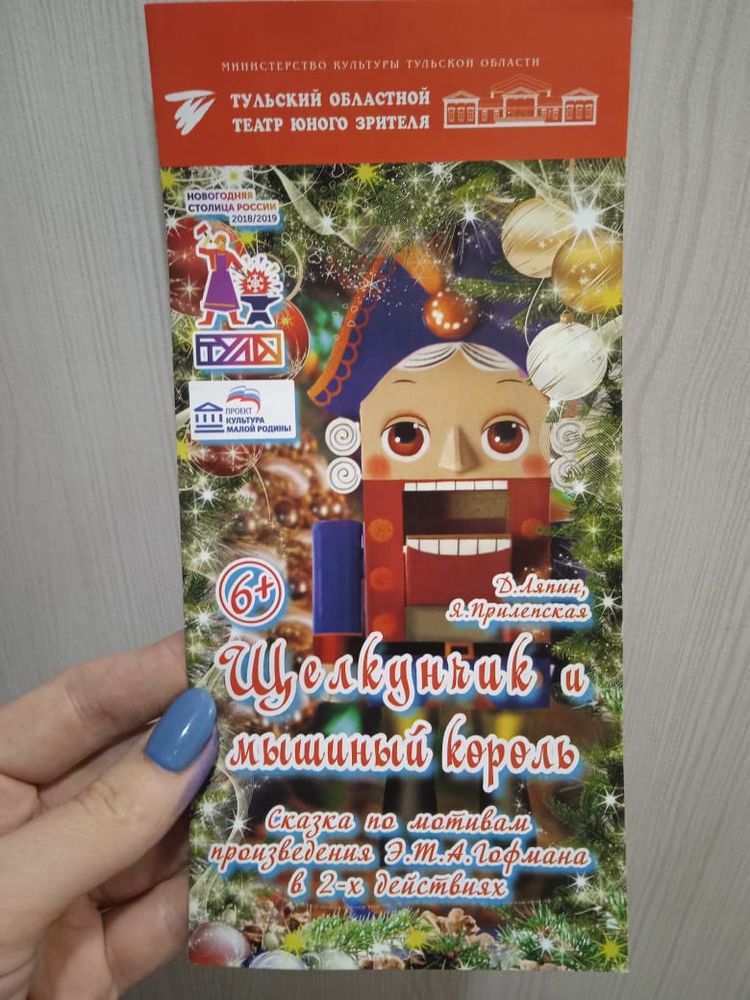 МИНИСТЕРСТВО КУЛЬТУРЫ ТУЛЬСКОЙ ОБЛАСТИ
ТУЛЬСКИЙ ОБЛАСТНОЙ
ТЕАТР ЮНОГО ЗРИТЕЛЯ
НОВОГОДНЯЯ
СТОЛИЦА РОССИИ
2018/2019
ТУЛА
ПРОЕКТ
КУЛЬТУРА
МАЛОЙ РОДИНЫ
6+
Д.Ляпин,
Я.Прилепская
Щелкунчик и
мышиный король
Сказка по мотивам
произведения Э.Т.А.Гофмана
в 2-х действиях